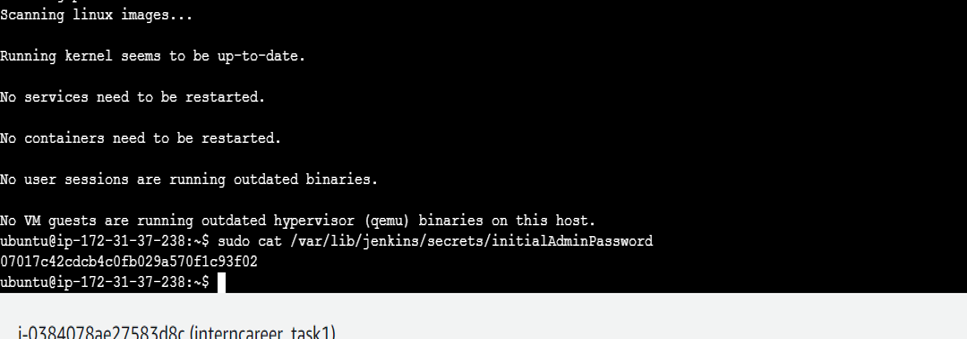 Scanning linux images...
Running kernel seems to be up-to-date.
No services need to be restarted.
No containers need to be restarted.
No user sessions are running outdated binaries.
No VM guests are running outdated hypervisor (qemu) binaries on this host.
ubuntu@ip-172-31-37-238:~$ sudo cat /var/lib/jenkins/secrets/initialAdminPassword
07017c42cdcb4c0fb029a570f1c93f02
ubuntu@ip-172-31-37-238:~$
i-0384078ae27583d8c (interncareer_task1)